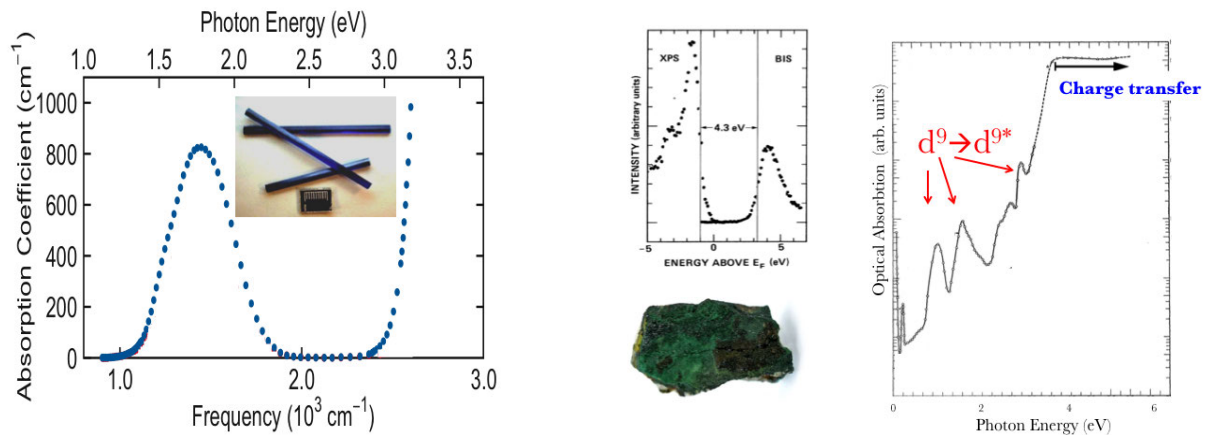 Photon Energy (eV)
1.0 1.5 2.0 2.5 3.0 3.5
Absorption Coefficient (cm⁻¹)
1000
800
600
400
200
0
1.0 2.0 3.0
Frequency (10³ cm⁻¹)
XPS BIS
4.3 eV
INTENSITY (arbitrary units)
-5 0 5
ENERGY ABOVE E_F (eV)
Charge transfer
d⁹→d⁹*
Optical Absorbtion (arb. units)
0 2 4 6
Photon Energy (eV)